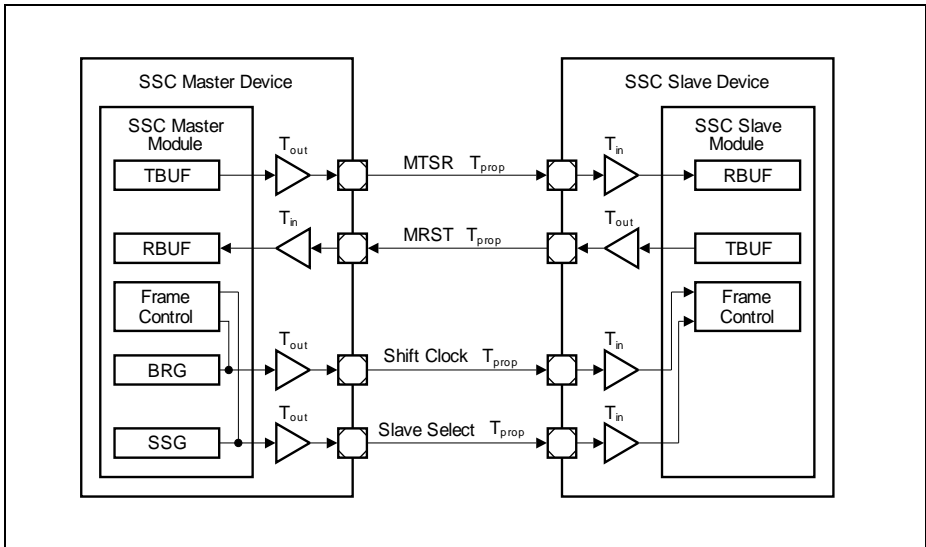 SSC Master Device
SSC Slave Device
SSC Master
Module
SSC Slave
Module
TBUF
Tout
MTSR Tprop
Tin
RBUF
RBUF
Tin
MRST Tprop
Tout
TBUF
Frame
Control
Frame
Control
BRG
Tout
Shift Clock Tprop
Tin
SSG
Tout
Slave Select Tprop
Tin